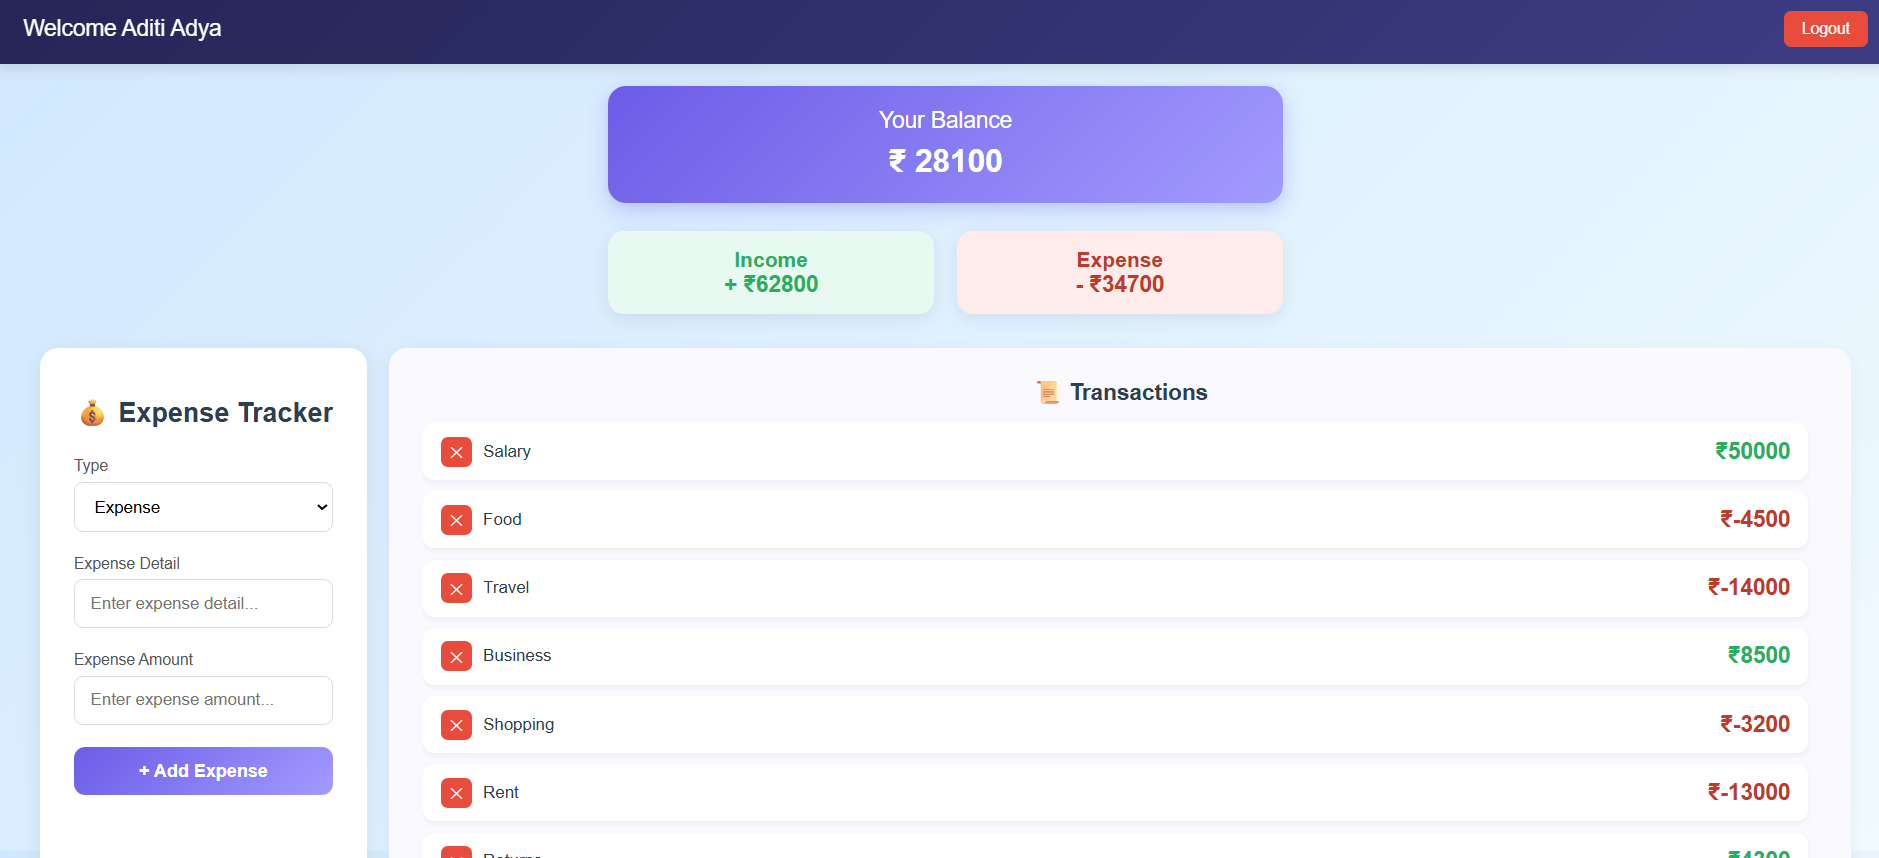 Welcome Aditi Adya
Logout
Your Balance
₹ 28100
Income
+ ₹62800
Expense
- ₹34700
💰 Expense Tracker
Type
Expense
Expense Detail
Enter expense detail...
Expense Amount
Enter expense amount...
+ Add Expense
📜 Transactions
Salary ₹50000
Food ₹-4500
Travel ₹-14000
Business ₹8500
Shopping ₹-3200
Rent ₹-13000
Returns ₹4300